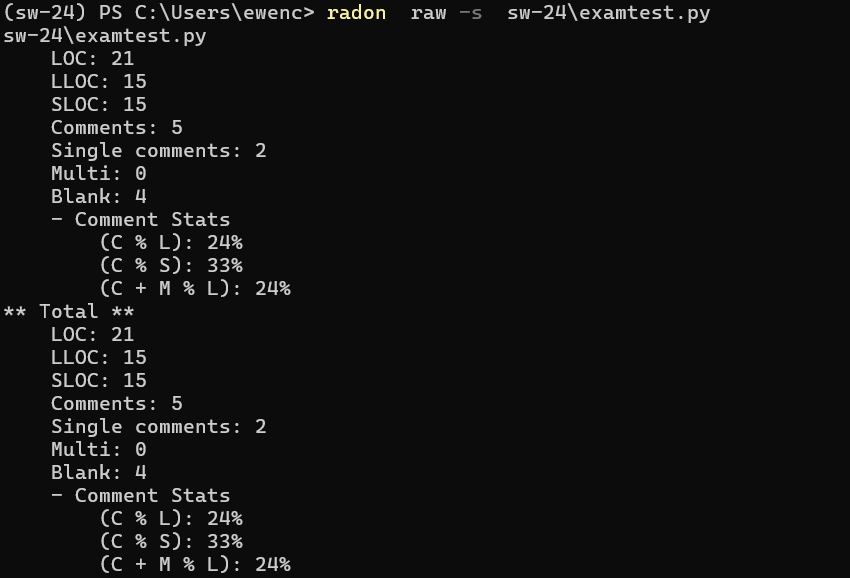 (sw-24) PS C:\Users\ewenc> radon  raw -s  sw-24\examtest.py
sw-24\examtest.py
    LOC: 21
    LLOC: 15
    SLOC: 15
    Comments: 5
    Single comments: 2
    Multi: 0
    Blank: 4
    - Comment Stats
        (C % L): 24%
        (C % S): 33%
        (C + M % L): 24%
** Total **
    LOC: 21
    LLOC: 15
    SLOC: 15
    Comments: 5
    Single comments: 2
    Multi: 0
    Blank: 4
    - Comment Stats
        (C % L): 24%
        (C % S): 33%
        (C + M % L): 24%